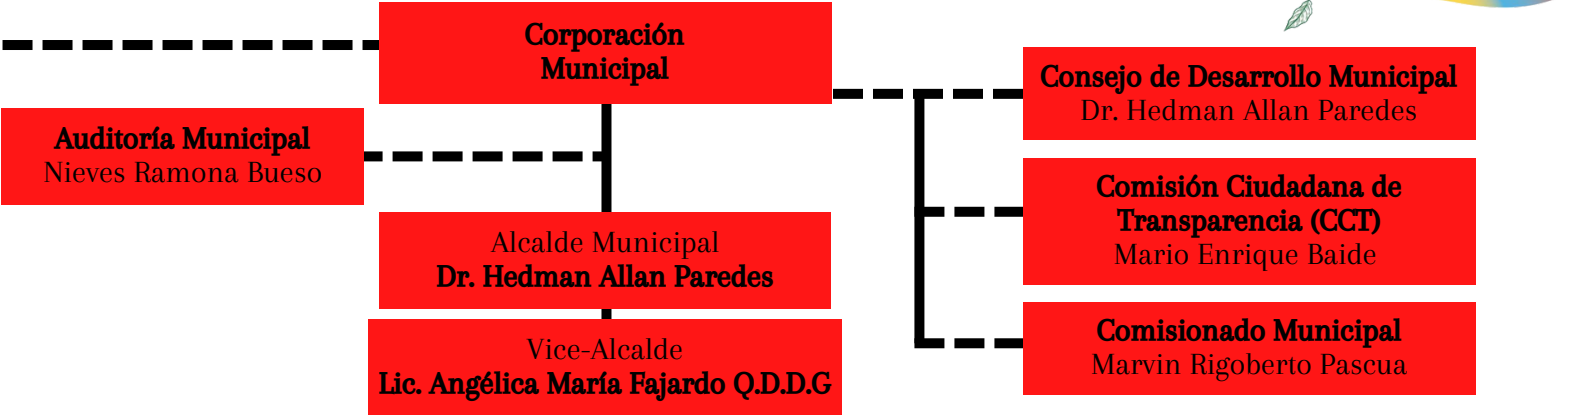 Corporación
Municipal
Auditoría Municipal
Nieves Ramona Bueso
Alcalde Municipal
Dr. Hedman Allan Paredes
Vice-Alcalde
Lic. Angélica María Fajardo Q.D.D.G
Consejo de Desarrollo Municipal
Dr. Hedman Allan Paredes
Comisión Ciudadana de
Transparencia (CCT)
Mario Enrique Baide
Comisionado Municipal
Marvin Rigoberto Pascua